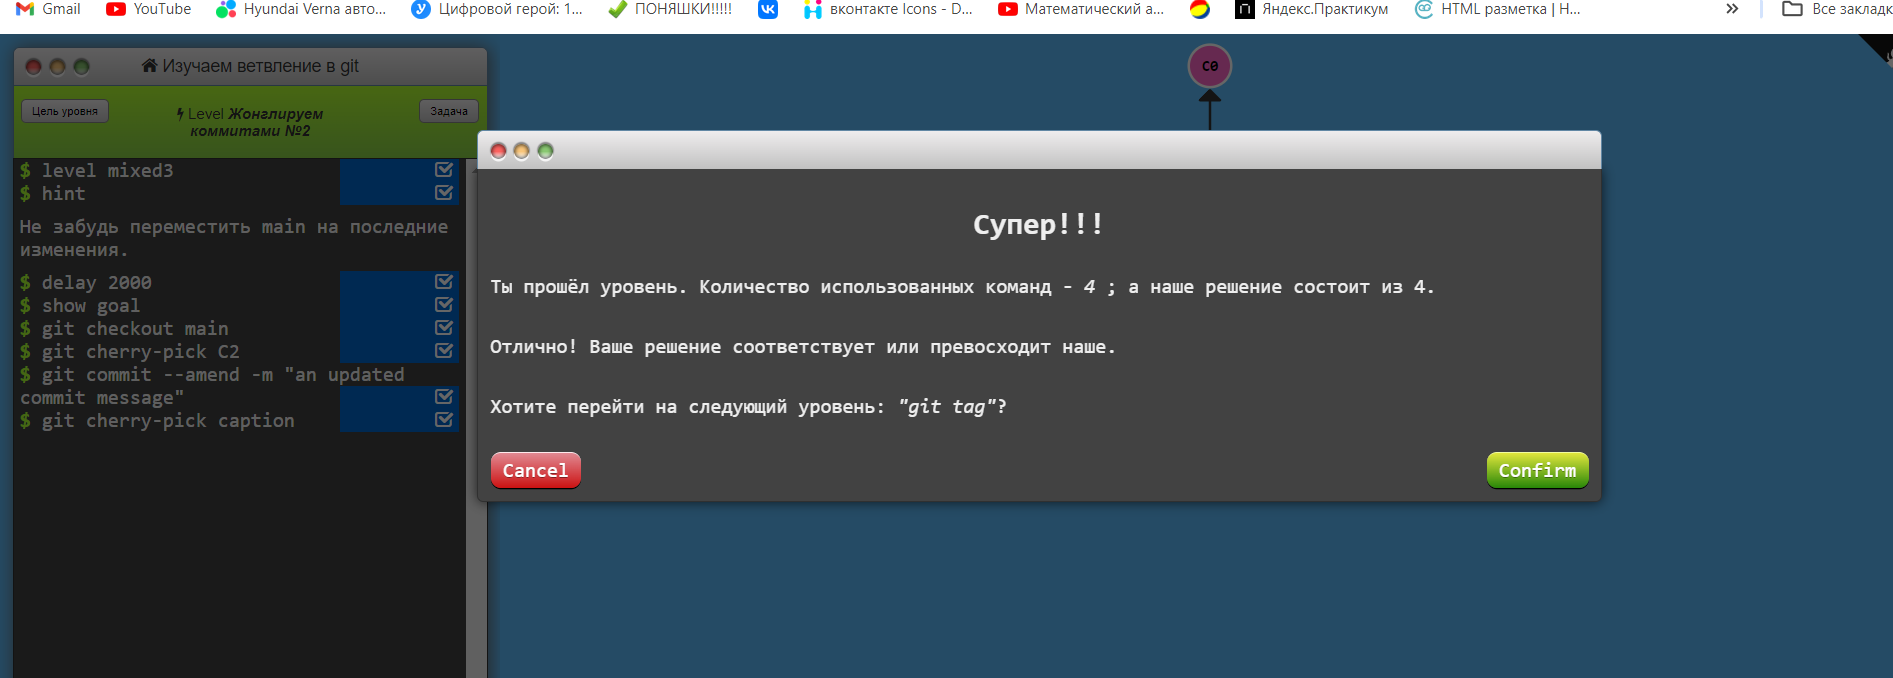 Gmail
YouTube
Hyundai Verna авто...
Цифровой герой: 1...
ПОНЯШКИ!!!!!
вконтакте Icons - D...
Математический а...
Яндекс.Практикум
HTML разметка | Н...
»
Все закладк
Изучаем ветвление в git
Цель уровня
Level Жонглируем
коммитами №2
Задача
$ level mixed3
$ hint
Не забудь переместить main на последние
изменения.
$ delay 2000
$ show goal
$ git checkout main
$ git cherry-pick C2
$ git commit --amend -m "an updated
commit message"
$ git cherry-pick caption
C0
Супер!!!
Ты прошёл уровень. Количество использованных команд - 4 ; а наше решение состоит из 4.
Отлично! Ваше решение соответствует или превосходит наше.
Хотите перейти на следующий уровень: "git tag"?
Cancel
Confirm